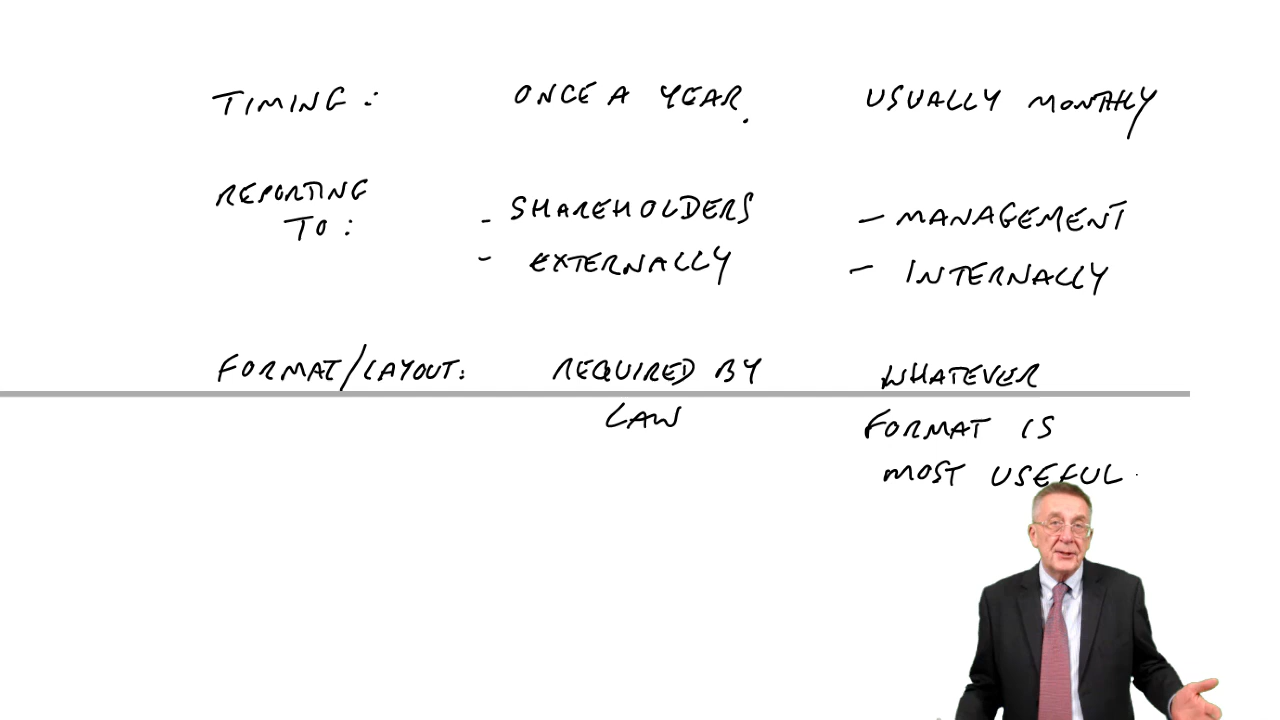 TIMING: ONCE A YEAR. USUALLY MONTHLY
REPORTING
TO: - SHAREHOLDERS - MANAGEMENT
- EXTERNALLY - INTERNALLY
FORMAT/LAYOUT: REQUIRED BY WHATEVER
LAW FORMAT IS
MOST USEFUL.